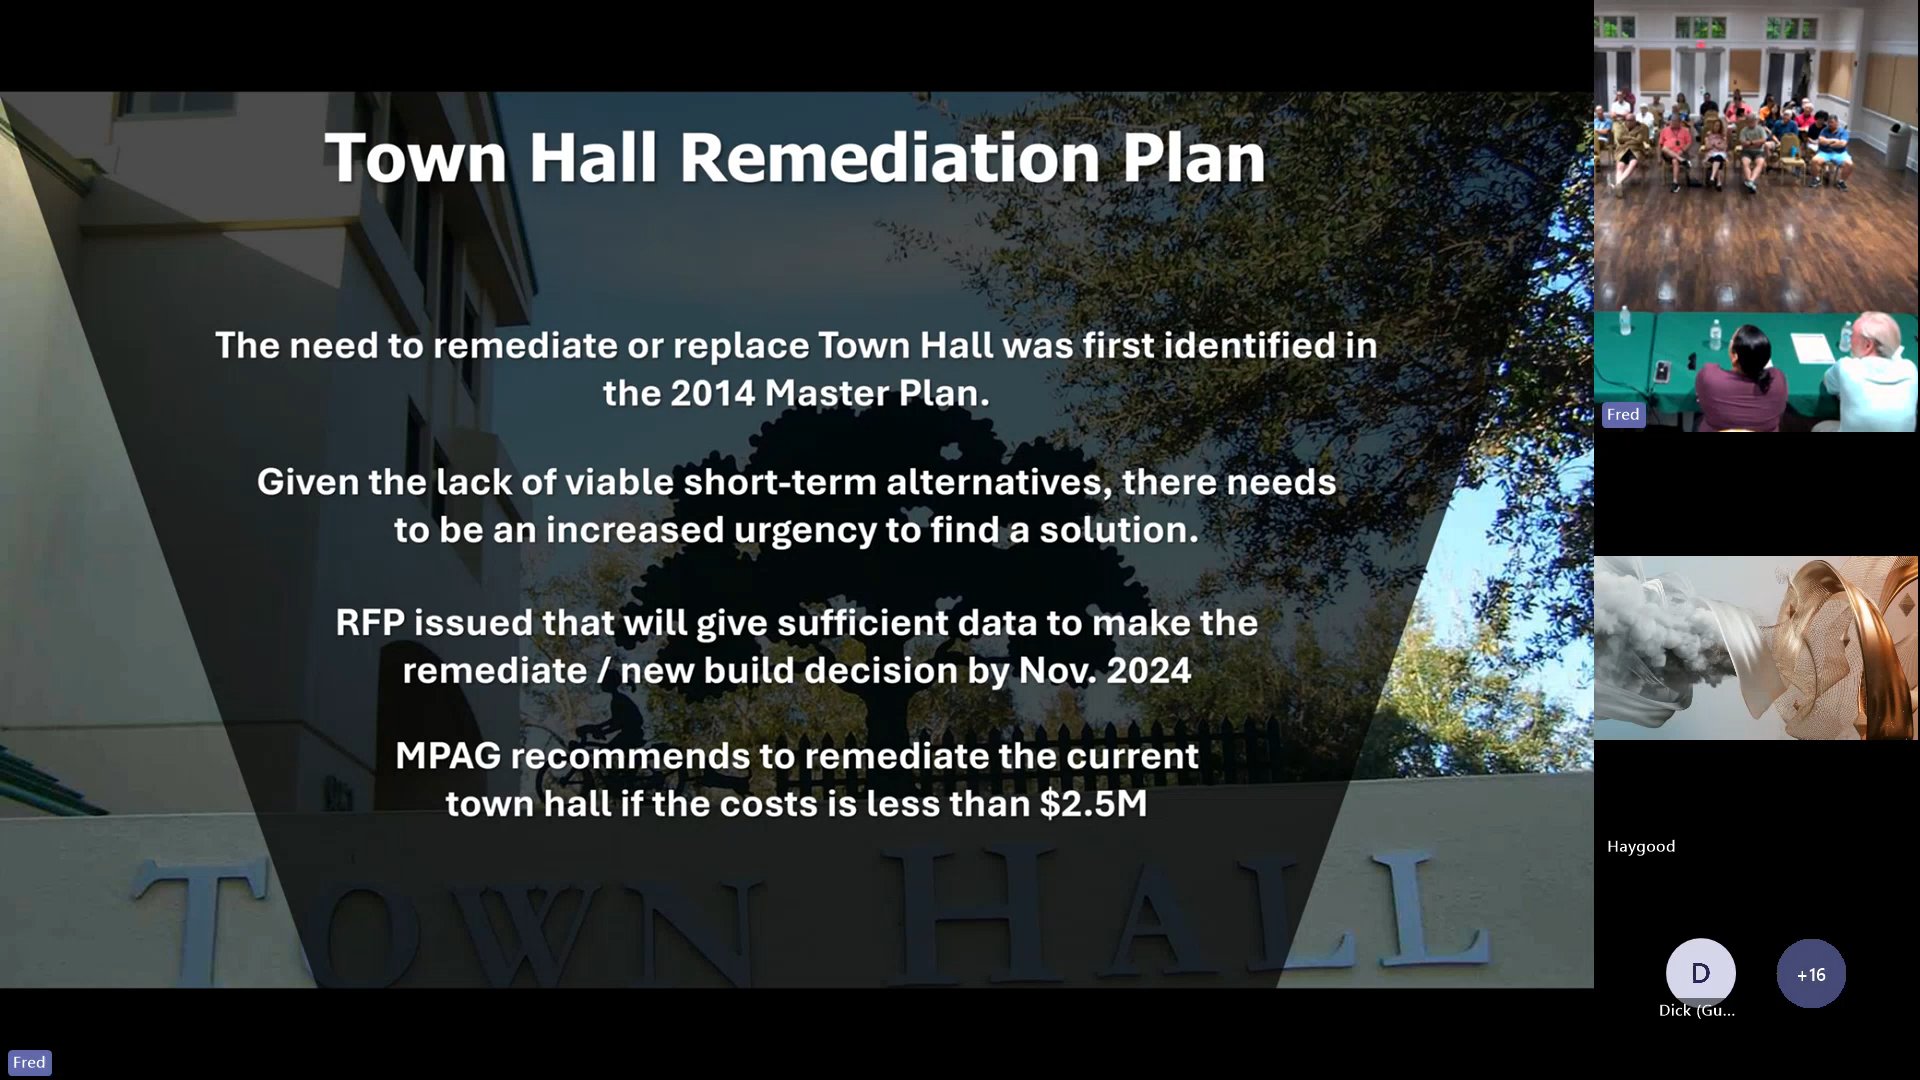 Town Hall Remediation Plan
The need to remediate or replace Town Hall was first identified in
the 2014 Master Plan.
Given the lack of viable short-term alternatives, there needs
to be an increased urgency to find a solution.
RFP issued that will give sufficient data to make the
remediate / new build decision by Nov. 2024
MPAG recommends to remediate the current
town hall if the costs is less than $2.5M
TOWN HALL
Fred
Fred
Haygood
D
+16
Dick (Gu...